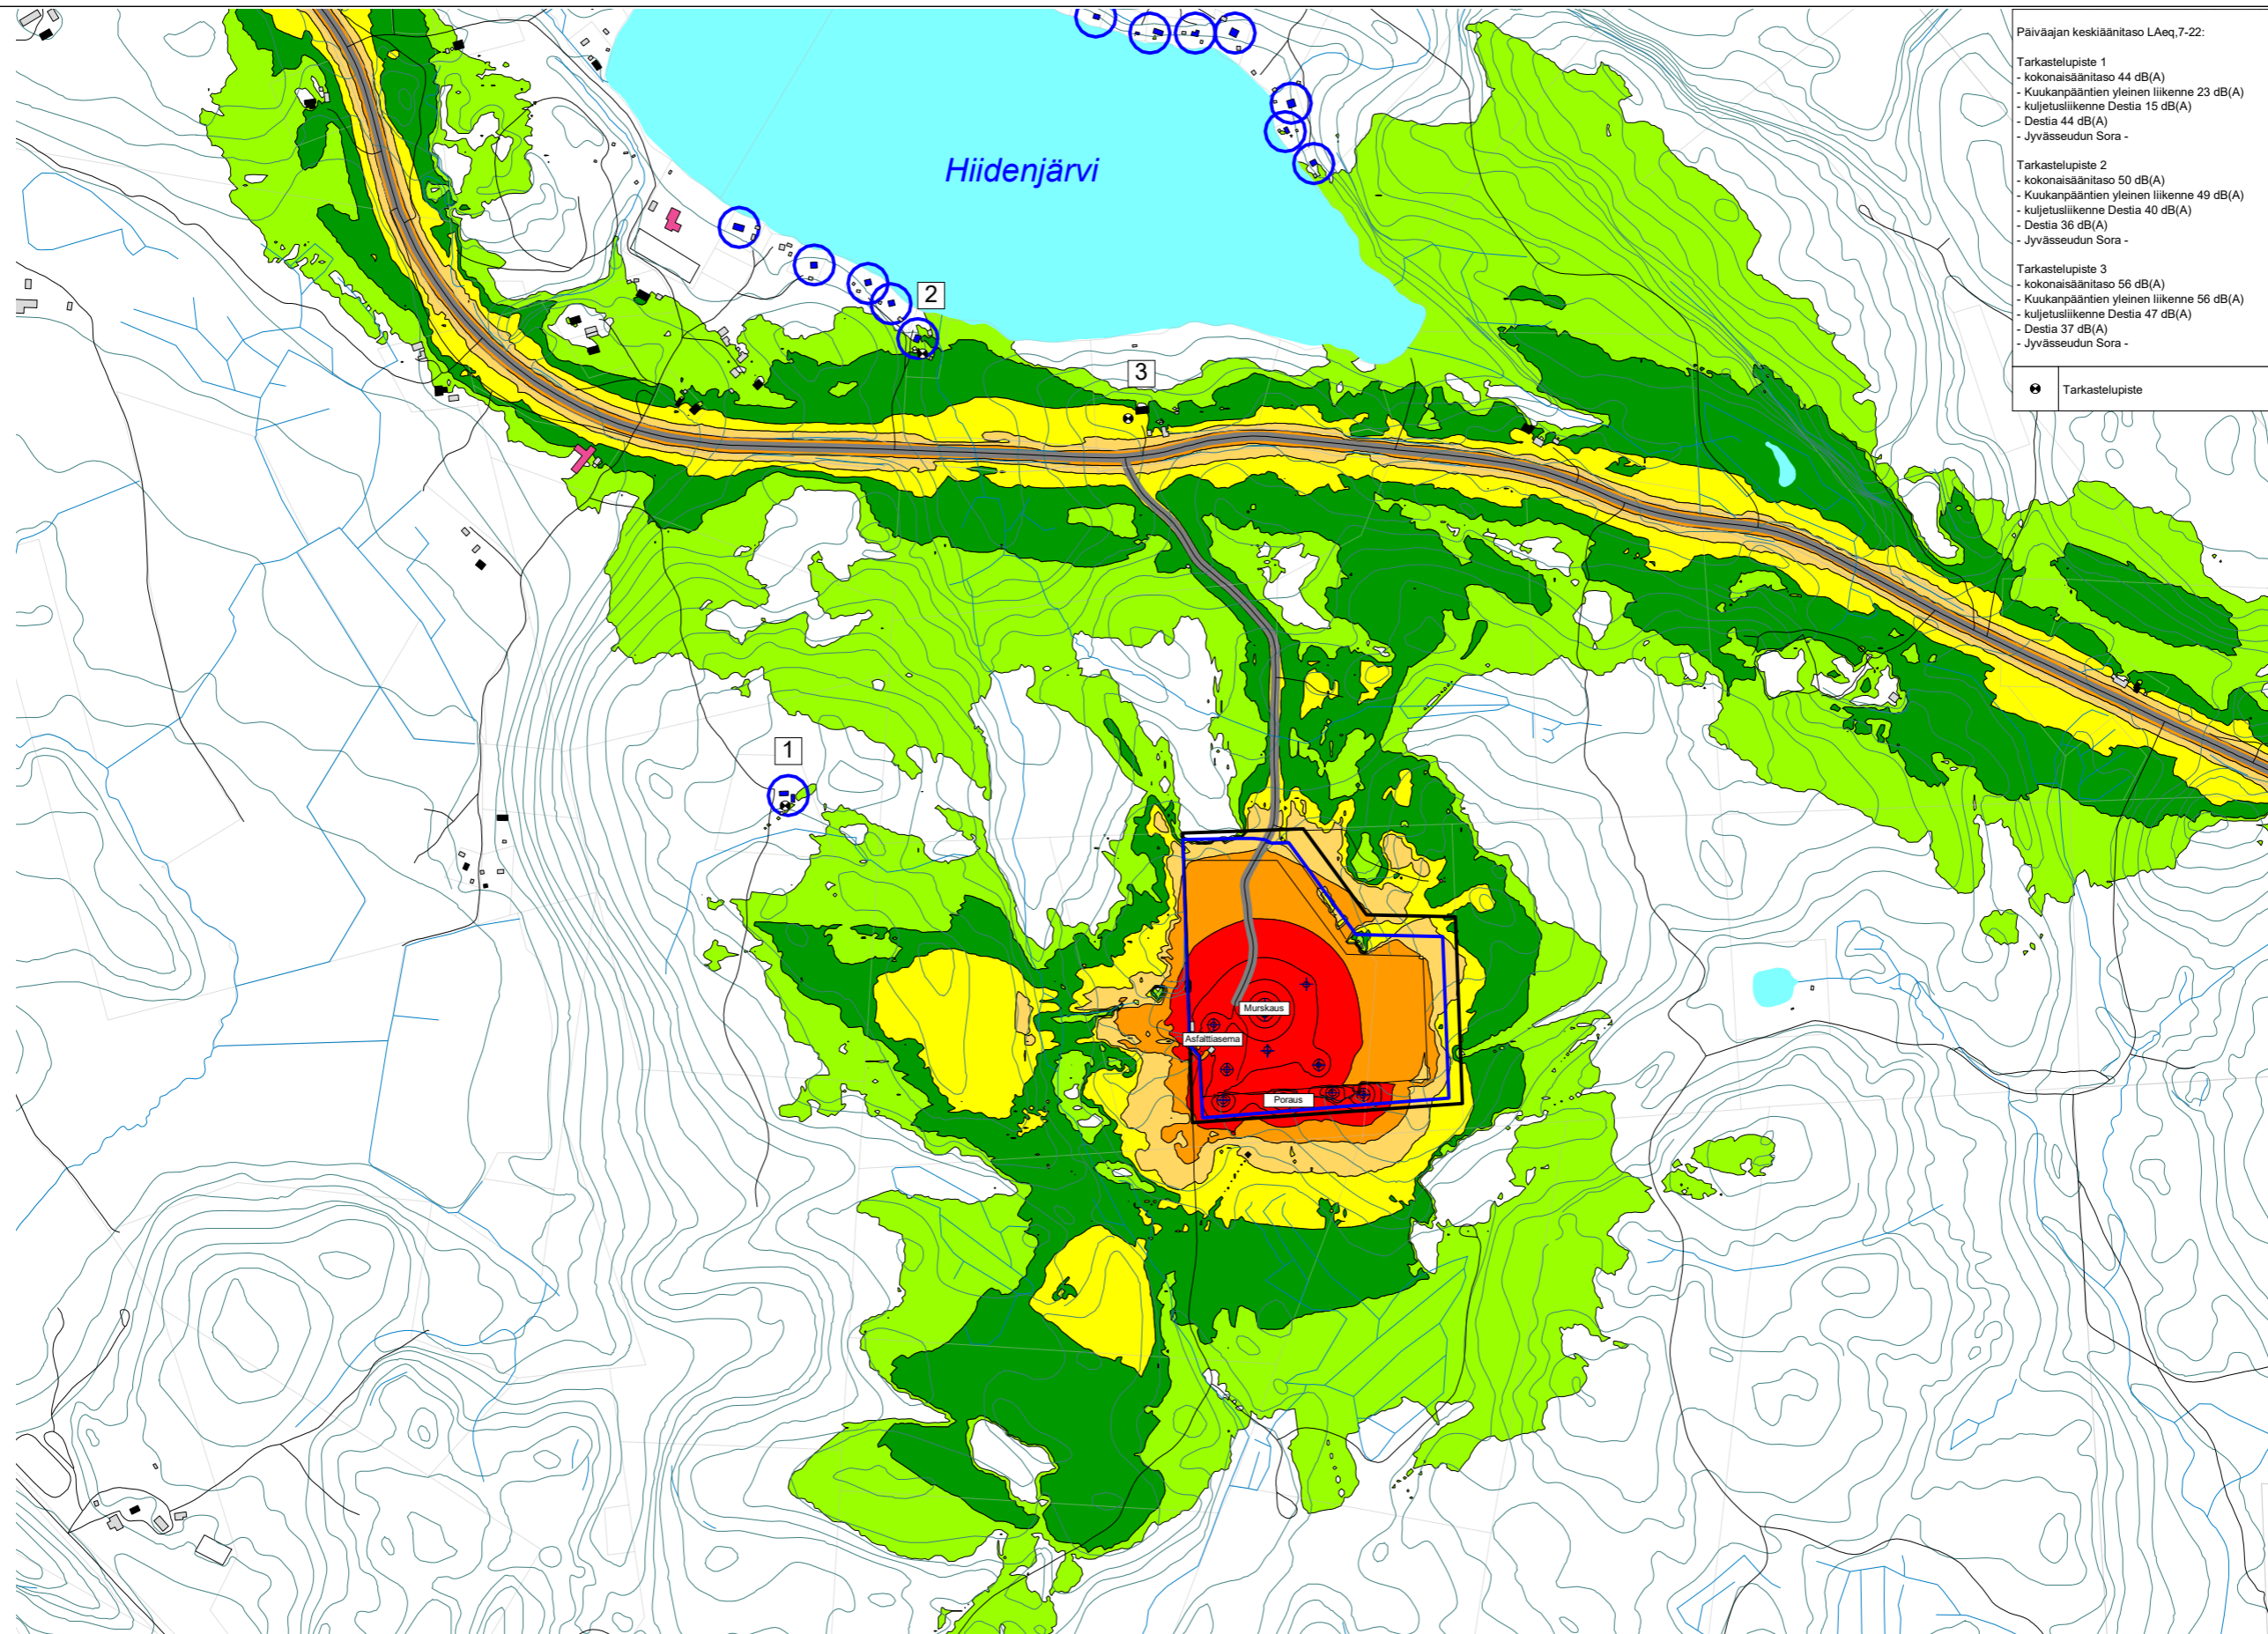 Päiväajan keskiäänitaso LAeq,7-22:
Tarkastelupiste 1
- kokonaisäänitaso 44 dB(A)
- Kuukanpääntien yleinen liikenne 23 dB(A)
- kuljetusliikenne Destia 15 dB(A)
- Destia 44 dB(A)
- Jyvässeudun Sora -
Tarkastelupiste 2
- kokonaisäänitaso 50 dB(A)
- Kuukanpääntien yleinen liikenne 49 dB(A)
- kuljetusliikenne Destia 40 dB(A)
- Destia 36 dB(A)
- Jyvässeudun Sora -
Tarkastelupiste 3
- kokonaisäänitaso 56 dB(A)
- Kuukanpääntien yleinen liikenne 56 dB(A)
- kuljetusliikenne Destia 47 dB(A)
- Destia 37 dB(A)
- Jyvässeudun Sora -
Tarkastelupiste
Hiidenjärvi
2
3
1
Murskaus
Asfalttiasema
Poraus